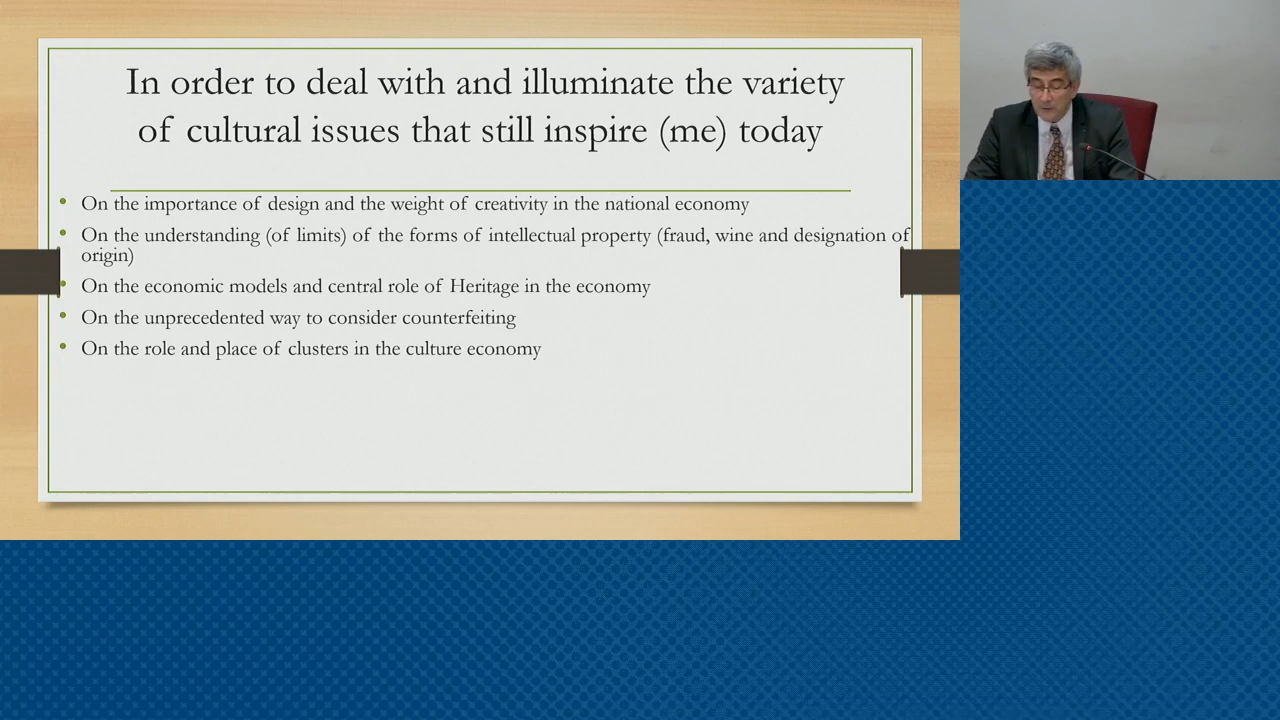 In order to deal with and illuminate the variety
of cultural issues that still inspire (me) today
• On the importance of design and the weight of creativity in the national economy
• On the understanding (of limits) of the forms of intellectual property (fraud, wine and designation of
origin)
• On the economic models and central role of Heritage in the economy
• On the unprecedented way to consider counterfeiting
• On the role and place of clusters in the culture economy